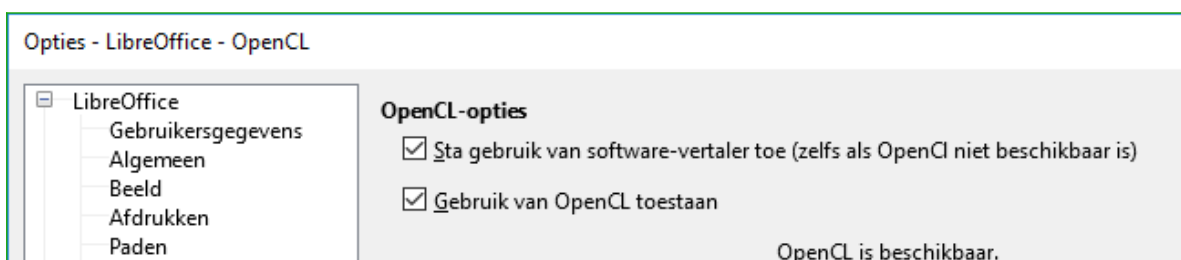 Opties - LibreOffice - OpenCL
LibreOffice
Gebruikersgegevens
Algemeen
Beeld
Afdrukken
Paden
OpenCL-opties
Sta gebruik van software-vertaler toe (zelfs als OpenCl niet beschikbaar is)
Gebruik van OpenCL toestaan
OpenCL is beschikbaar.